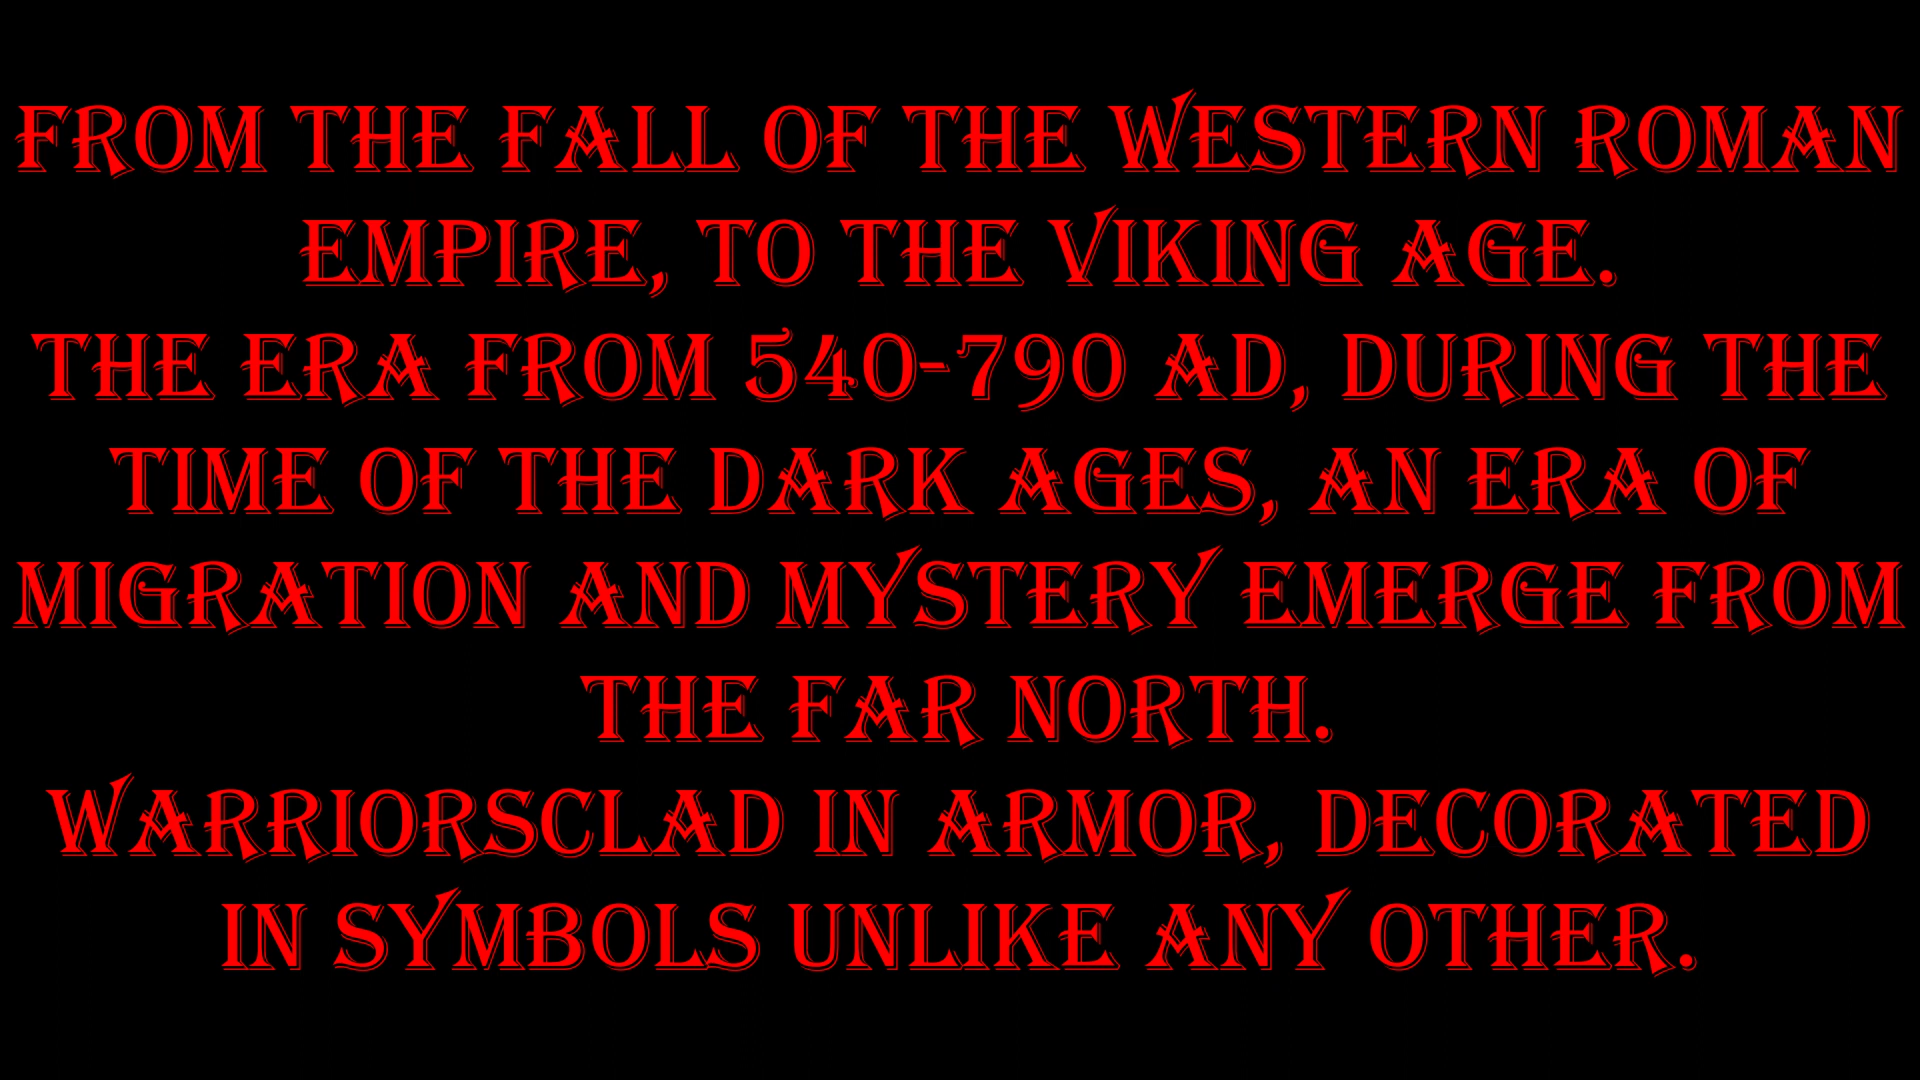 FROM THE FALL OF THE WESTERN ROMAN
EMPIRE, TO THE VIKING AGE.
THE ERA FROM 540-790 AD, DURING THE
TIME OF THE DARK AGES, AN ERA OF
MIGRATION AND MYSTERY EMERGE FROM
THE FAR NORTH.
WARRIORSCLAD IN ARMOR, DECORATED
IN SYMBOLS UNLIKE ANY OTHER.